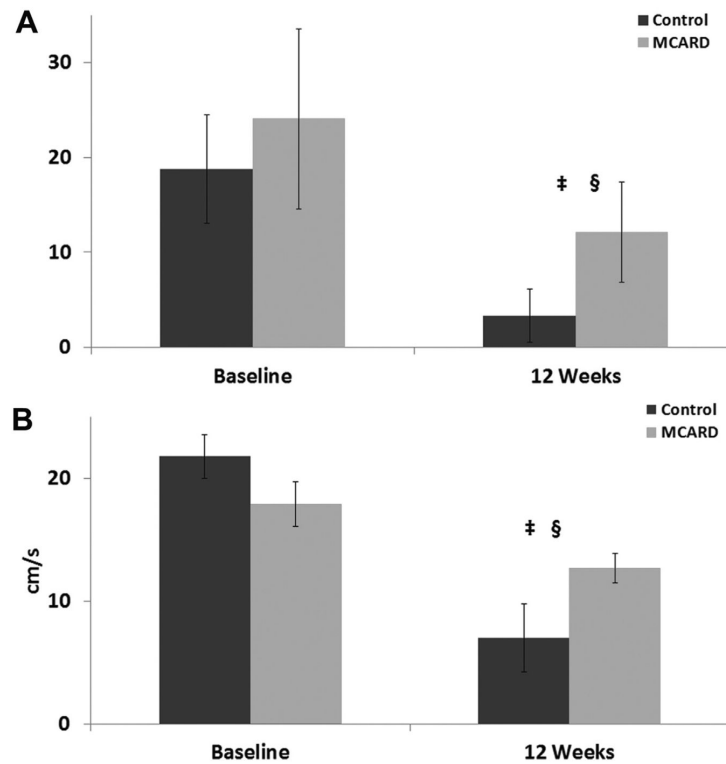 A
Control
MCARD
30
20
10
0
Baseline 12 Weeks
‡ §
B
Control
MCARD
20
10
0
cm/s
‡ §
Baseline 12 Weeks